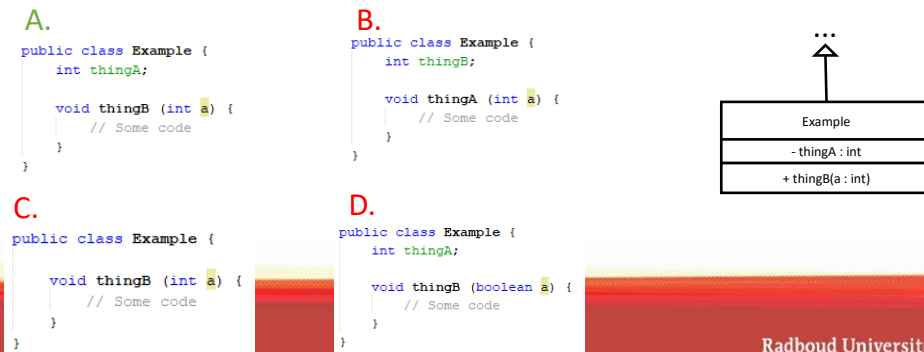 A.
public class Example {
int thingA;
void thingB (int a) {
// Some code
}
}
B.
public class Example {
int thingB;
void thingA (int a) {
// Some code
}
}
...
Example
- thingA : int
+ thingB(a : int)
C.
public class Example {
void thingB (int a) {
// Some code
}
}
D.
public class Example {
int thingA;
void thingB (boolean a) {
// Some code
}
}
Radboud Universit